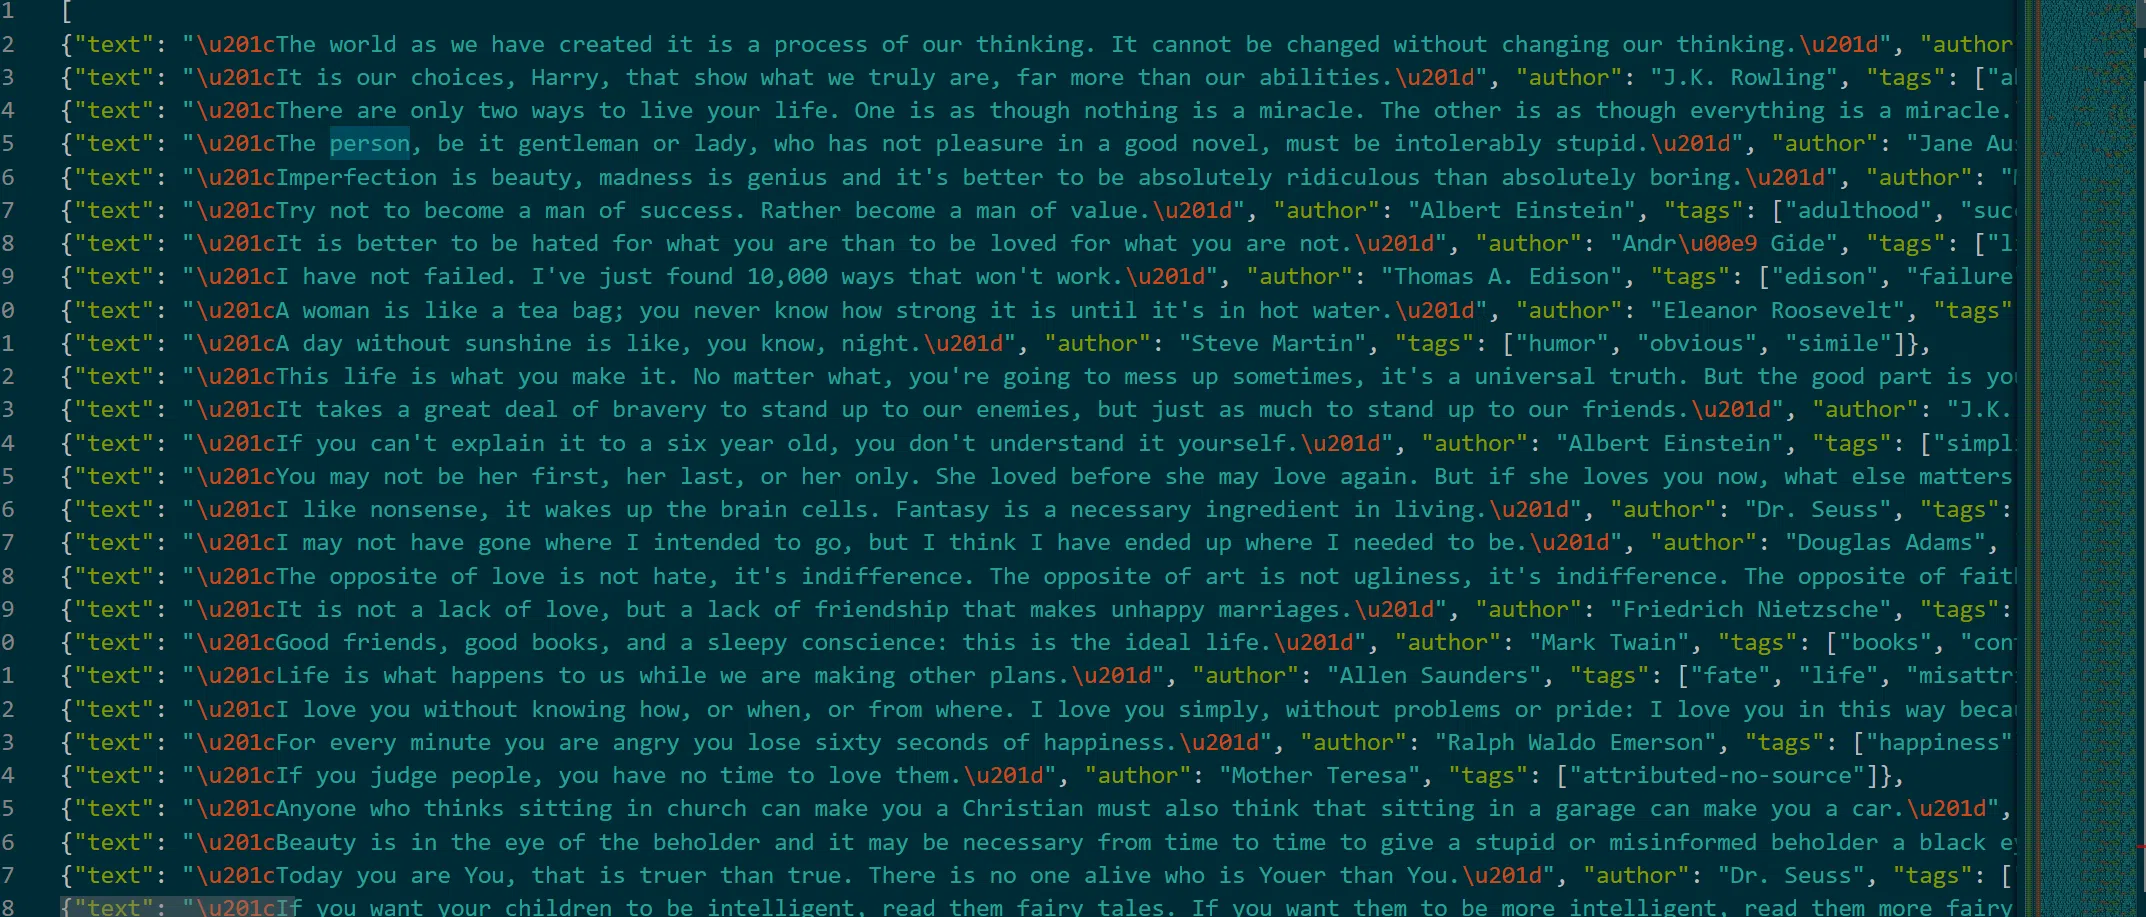 1 [
2 {"text": "\u201cThe world as we have created it is a process of our thinking. It cannot be changed without changing our thinking.\u201d", "author
3 {"text": "\u201cIt is our choices, Harry, that show what we truly are, far more than our abilities.\u201d", "author": "J.K. Rowling", "tags": ["a
4 {"text": "\u201cThere are only two ways to live your life. One is as though nothing is a miracle. The other is as though everything is a miracle.
5 {"text": "\u201cThe person, be it gentleman or lady, who has not pleasure in a good novel, must be intolerably stupid.\u201d", "author": "Jane Au
6 {"text": "\u201cImperfection is beauty, madness is genius and it's better to be absolutely ridiculous than absolutely boring.\u201d", "author": "
7 {"text": "\u201cTry not to become a man of success. Rather become a man of value.\u201d", "author": "Albert Einstein", "tags": ["adulthood", "suc
8 {"text": "\u201cIt is better to be hated for what you are than to be loved for what you are not.\u201d", "author": "Andr\u00e9 Gide", "tags": ["l
9 {"text": "\u201cI have not failed. I've just found 10,000 ways that won't work.\u201d", "author": "Thomas A. Edison", "tags": ["edison", "failure
0 {"text": "\u201cA woman is like a tea bag; you never know how strong it is until it's in hot water.\u201d", "author": "Eleanor Roosevelt", "tags"
1 {"text": "\u201cA day without sunshine is like, you know, night.\u201d", "author": "Steve Martin", "tags": ["humor", "obvious", "simile"]},
2 {"text": "\u201cThis life is what you make it. No matter what, you're going to mess up sometimes, it's a universal truth. But the good part is yo
3 {"text": "\u201cIt takes a great deal of bravery to stand up to our enemies, but just as much to stand up to our friends.\u201d", "author": "J.K.
4 {"text": "\u201cIf you can't explain it to a six year old, you don't understand it yourself.\u201d", "author": "Albert Einstein", "tags": ["simpl
5 {"text": "\u201cYou may not be her first, her last, or her only. She loved before she may love again. But if she loves you now, what else matters
6 {"text": "\u201cI like nonsense, it wakes up the brain cells. Fantasy is a necessary ingredient in living.\u201d", "author": "Dr. Seuss", "tags":
7 {"text": "\u201cI may not have gone where I intended to go, but I think I have ended up where I needed to be.\u201d", "author": "Douglas Adams",
8 {"text": "\u201cThe opposite of love is not hate, it's indifference. The opposite of art is not ugliness, it's indifference. The opposite of fait
9 {"text": "\u201cIt is not a lack of love, but a lack of friendship that makes unhappy marriages.\u201d", "author": "Friedrich Nietzsche", "tags":
0 {"text": "\u201cGood friends, good books, and a sleepy conscience: this is the ideal life.\u201d", "author": "Mark Twain", "tags": ["books", "con
1 {"text": "\u201cLife is what happens to us while we are making other plans.\u201d", "author": "Allen Saunders", "tags": ["fate", "life", "misattr
2 {"text": "\u201cI love you without knowing how, or when, or from where. I love you simply, without problems or pride: I love you in this way beca
3 {"text": "\u201cFor every minute you are angry you lose sixty seconds of happiness.\u201d", "author": "Ralph Waldo Emerson", "tags": ["happiness"
4 {"text": "\u201cIf you judge people, you have no time to love them.\u201d", "author": "Mother Teresa", "tags": ["attributed-no-source"]},
5 {"text": "\u201cAnyone who thinks sitting in church can make you a Christian must also think that sitting in a garage can make you a car.\u201d",
6 {"text": "\u201cBeauty is in the eye of the beholder and it may be necessary from time to time to give a stupid or misinformed beholder a black e
7 {"text": "\u201cToday you are You, that is truer than true. There is no one alive who is Youer than You.\u201d", "author": "Dr. Seuss", "tags": [
8 {"text": "\u201cIf you want your children to be intelligent, read them fairy tales. If you want them to be more intelligent, read them more fairy